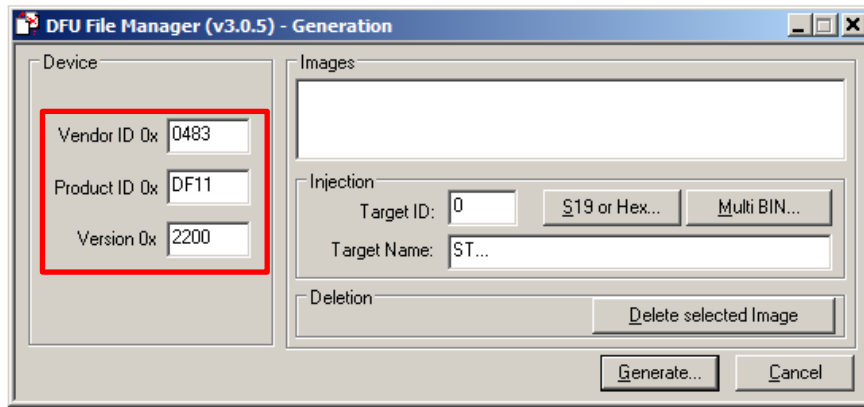 DFU File Manager (v3.0.5) - Generation
Device
Vendor ID 0x 0483
Product ID 0x DF11
Version 0x 2200
Images
Injection
Target ID: 0 S19 or Hex... Multi BIN...
Target Name: ST...
Deletion
Delete selected Image
Generate... Cancel